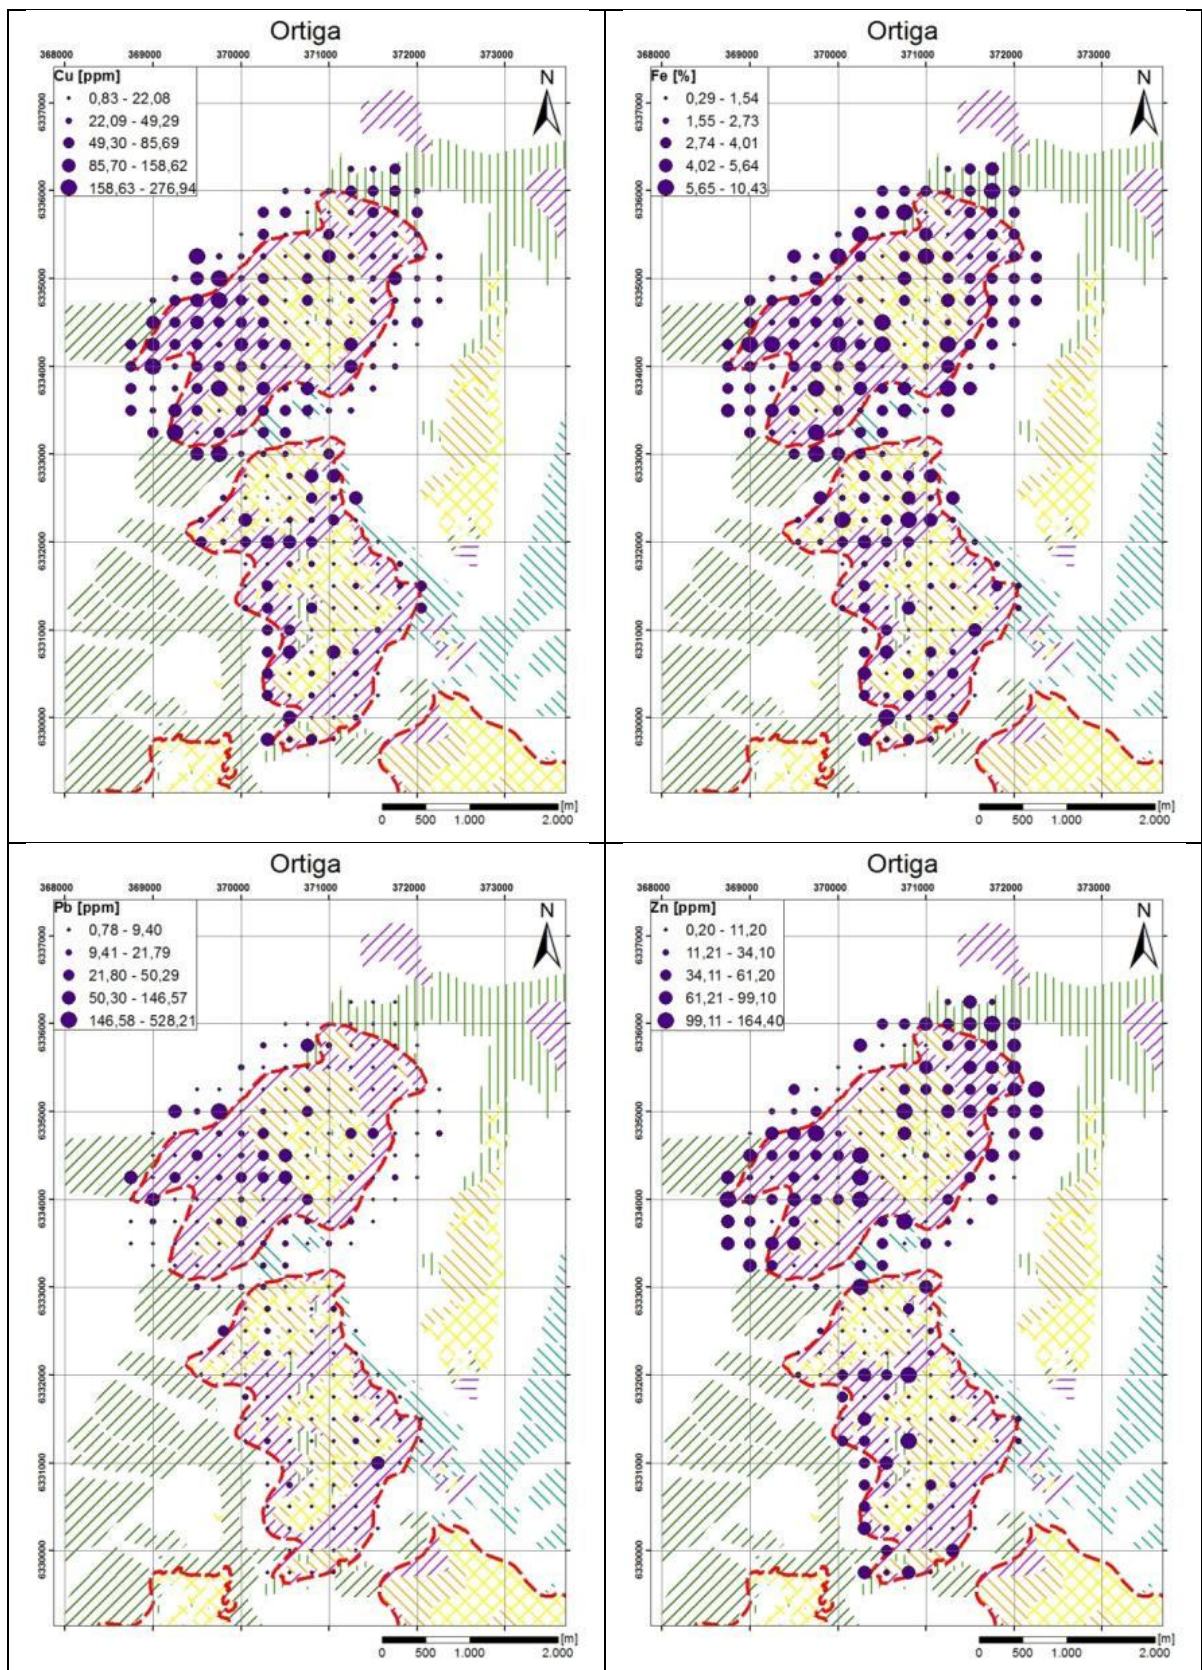 Ortiga
368000 369000 370000 371000 372000 373000
Cu [ppm]
0,83 - 22,08
22,09 - 49,29
49,30 - 85,69
85,70 - 158,62
158,63 - 276,94
N
6337000
6336000
6335000
6334000
6333000
6332000
6331000
6330000
[m]
0 500 1.000 2.000
Ortiga
368000 369000 370000 371000 372000 373000
Fe [%]
0,29 - 1,54
1,55 - 2,73
2,74 - 4,01
4,02 - 5,64
5,65 - 10,43
N
6337000
6336000
6335000
6334000
6333000
6332000
6331000
6330000
[m]
0 500 1.000 2.000
Ortiga
368000 369000 370000 371000 372000 373000
Pb [ppm]
0,78 - 9,40
9,41 - 21,79
21,80 - 50,29
50,30 - 146,57
146,58 - 528,21
N
6337000
6336000
6335000
6334000
6333000
6332000
6331000
6330000
[m]
0 500 1.000 2.000
Ortiga
368000 369000 370000 371000 372000 373000
Zn [ppm]
0,20 - 11,20
11,21 - 34,10
34,11 - 61,20
61,21 - 99,10
99,11 - 164,40
N
6337000
6336000
6335000
6334000
6333000
6332000
6331000
6330000
[m]
0 500 1.000 2.000